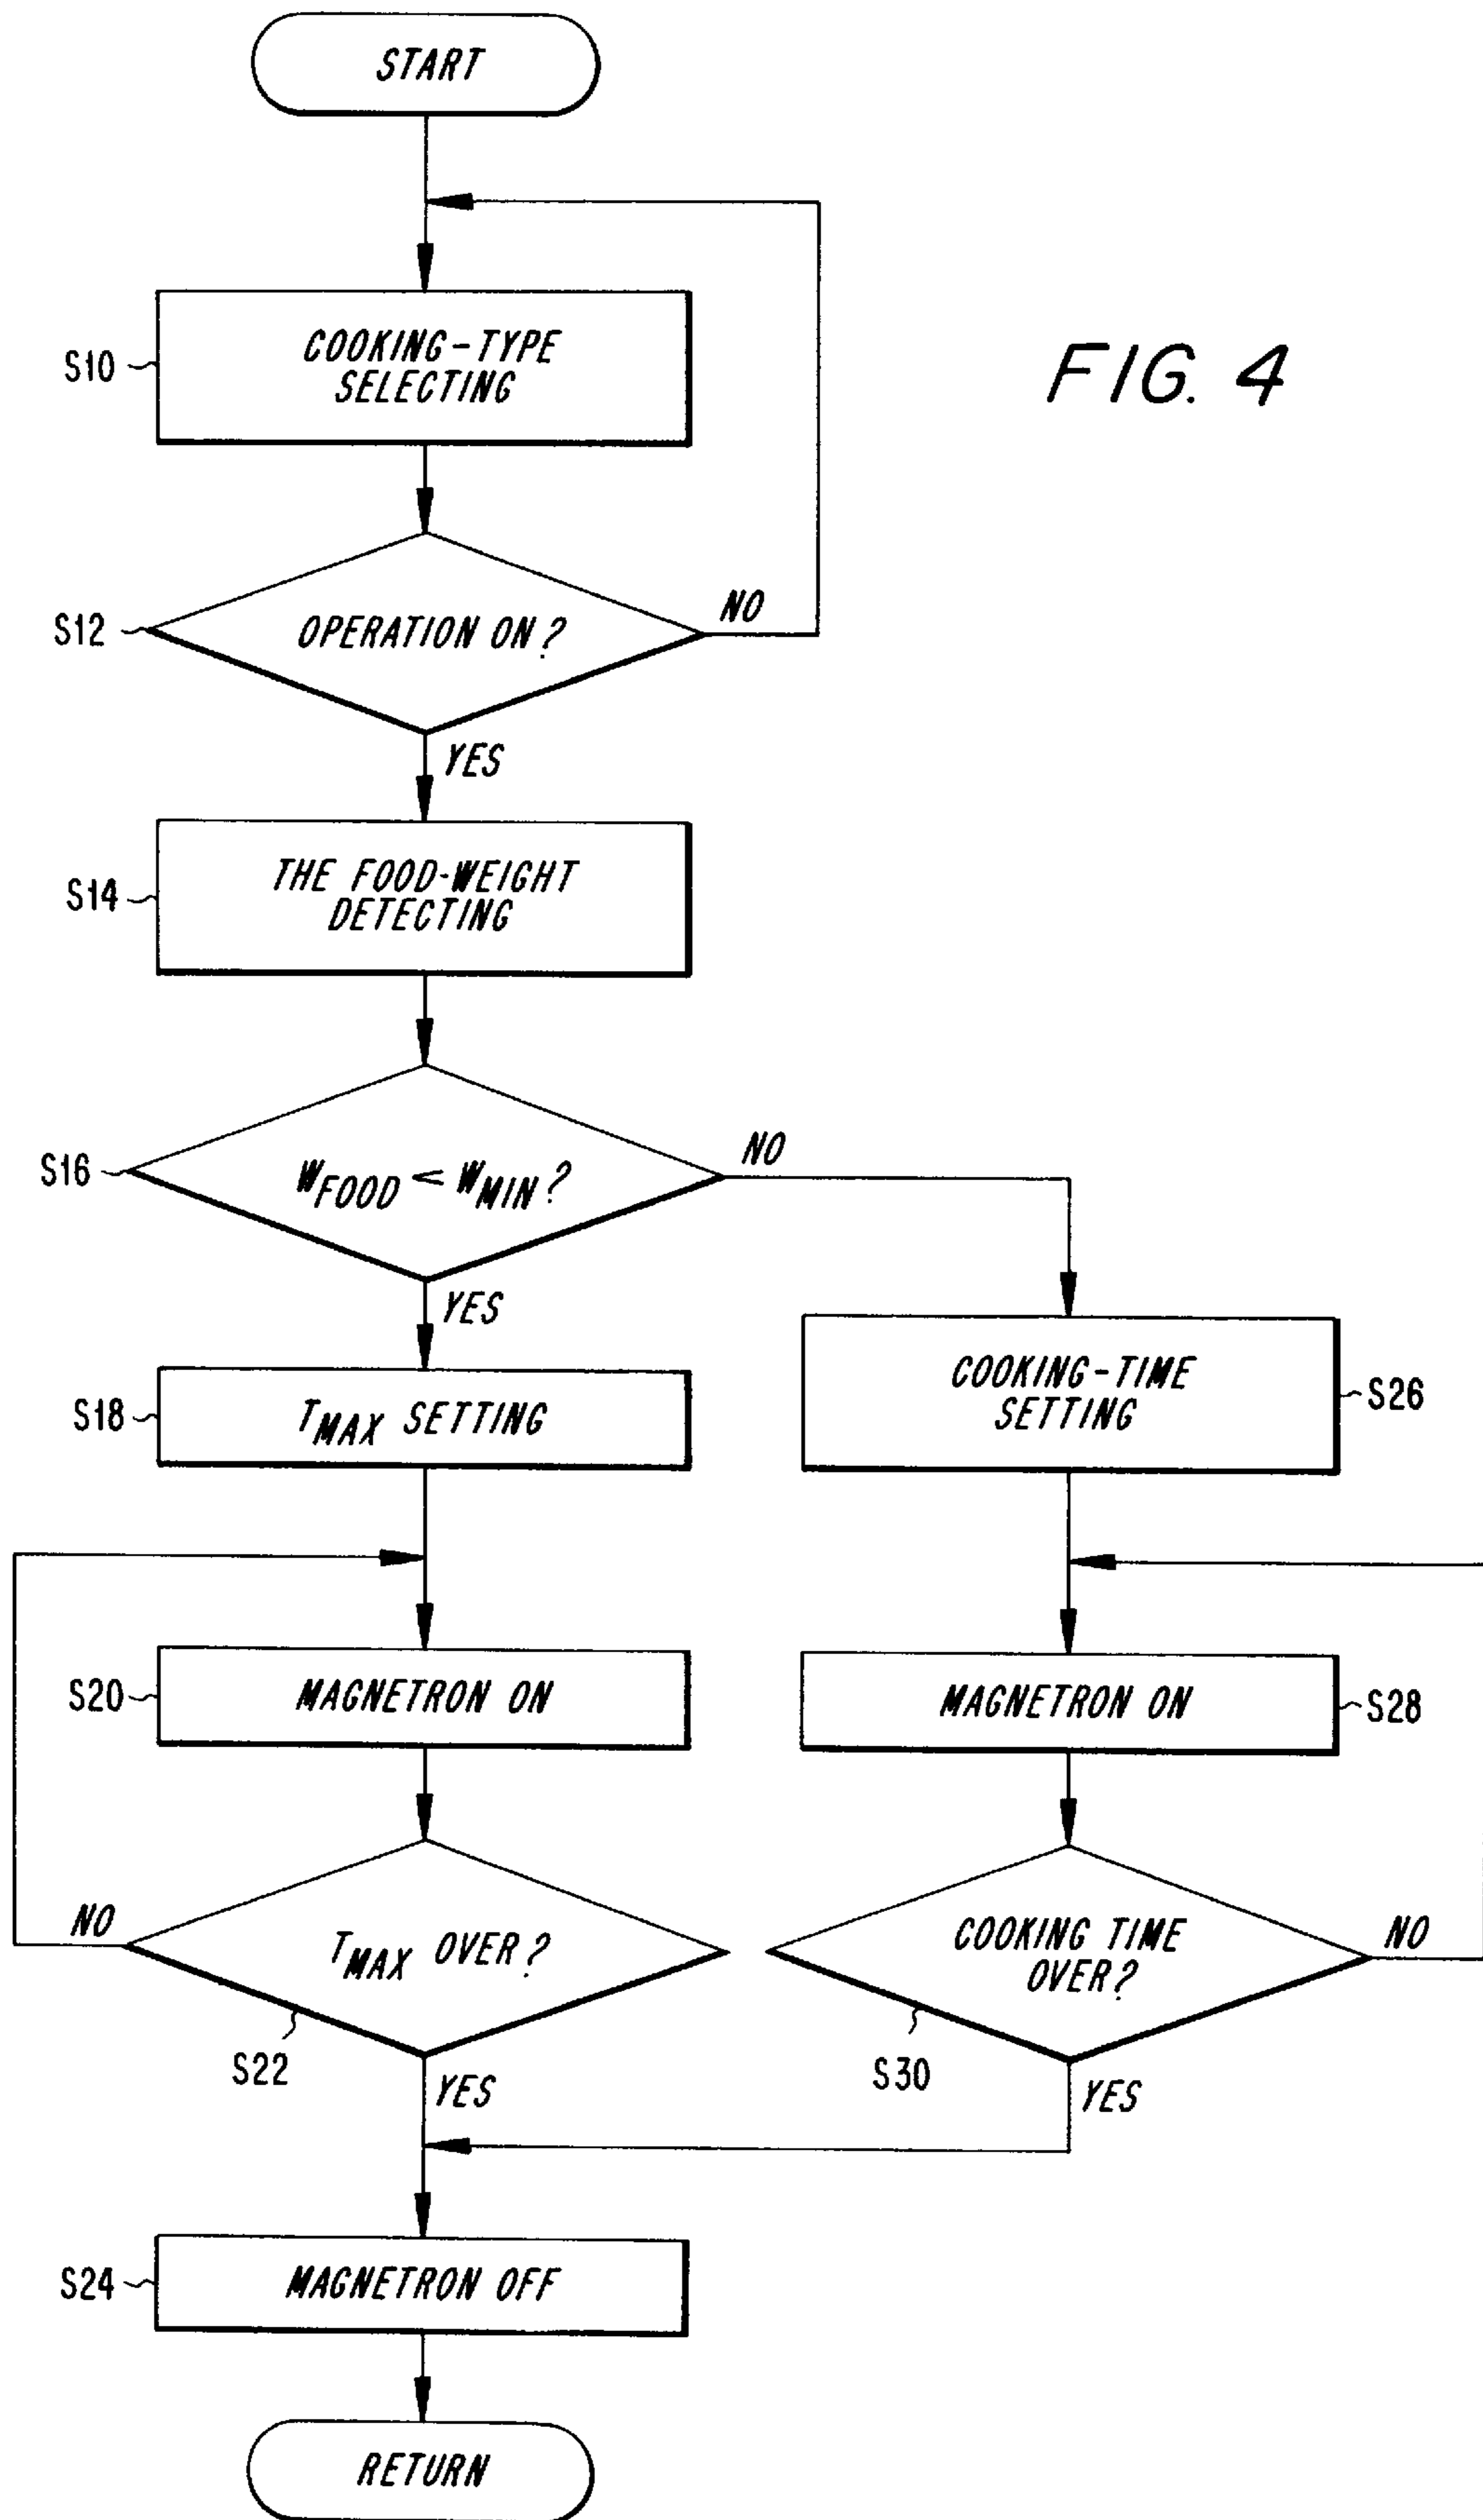 START
FIG. 4
S10
COOKING-TYPE
SELECTING
S12
OPERATION ON?
NO
YES
S14
THE FOOD-WEIGHT
DETECTING
S16
WFOOD < WMIN?
NO
YES
S18
TMAX SETTING
COOKING-TIME
SETTING
S26
S20
MAGNETRON ON
MAGNETRON ON
S28
NO
TMAX OVER?
S22
YES
COOKING TIME
OVER?
NO
S30
YES
S24
MAGNETRON OFF
RETURN